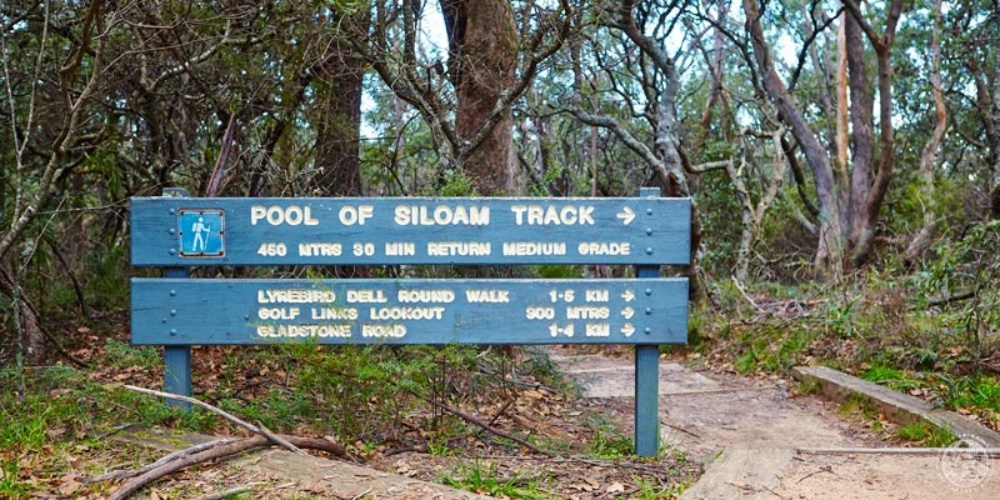 POOL OF SILOAM TRACK →
450 MTRS 30 MIN RETURN MEDIUM GRADE
LYREBIRD DELL ROUND WALK 1·5 KM →
GOLF LINKS LOOKOUT 900 MTRS →
GLADSTONE ROAD 1·4 KM →